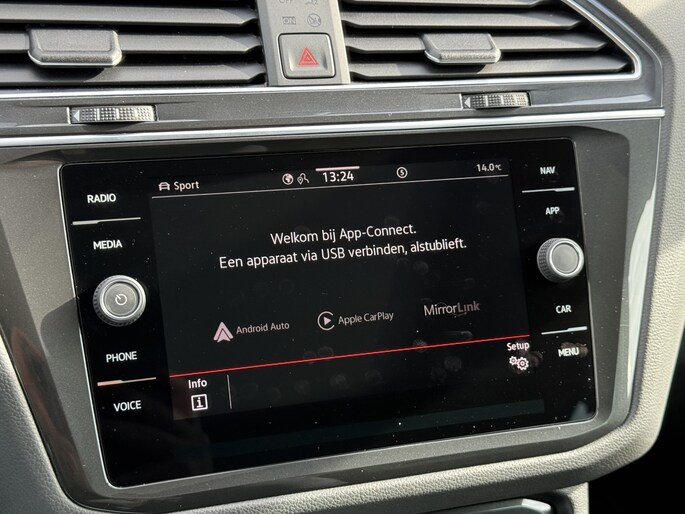 ON
RADIO
MEDIA
PHONE
VOICE
Sport
13:24
S
14.0°C
Welkom bij App-Connect.
Een apparaat via USB verbinden, alstublieft.
Android Auto
Apple CarPlay
MirrorLink
Info
i
Setup
NAV
APP
CAR
MENU